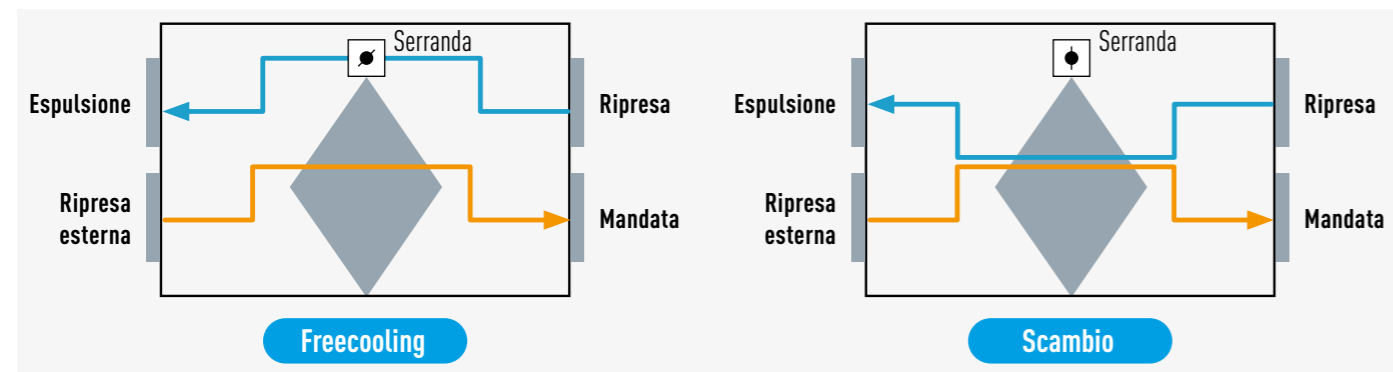 Serranda
Espulsione
Ripresa
Ripresa
esterna
Mandata
Freecooling
Serranda
Espulsione
Ripresa
Ripresa
esterna
Mandata
Scambio